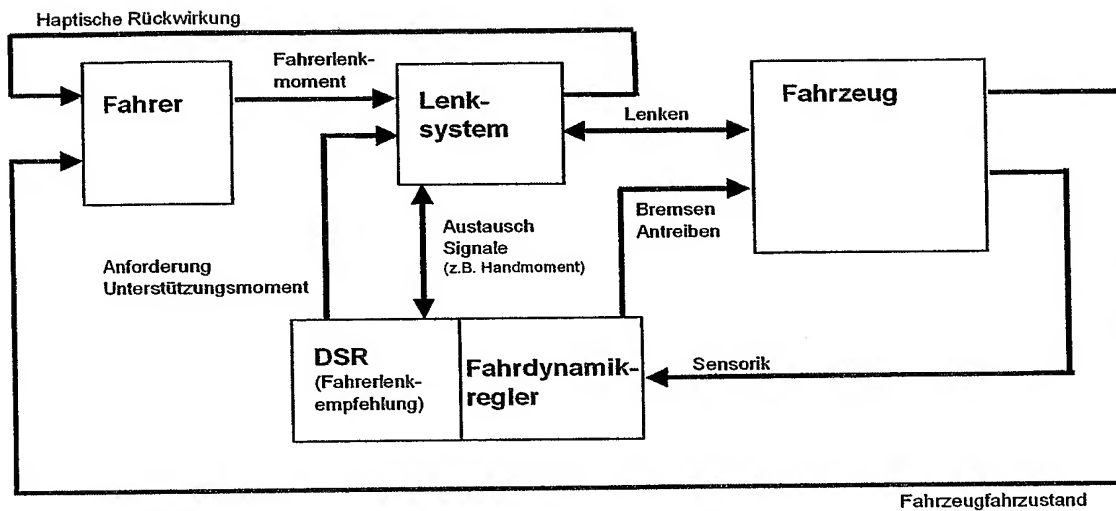 Haptische Rückwirkung
Fahrer
Fahrerlenk-
moment
Lenk-
system
Lenken
Fahrzeug
Bremsen
Antreiben
Austausch
Signale
(z.B. Handmoment)
Anforderung
Unterstützungsmoment
DSR
(Fahrerlenk-
empfehlung)
Fahrdynamik-
regler
Sensorik
Fahrzeugfahrzustand